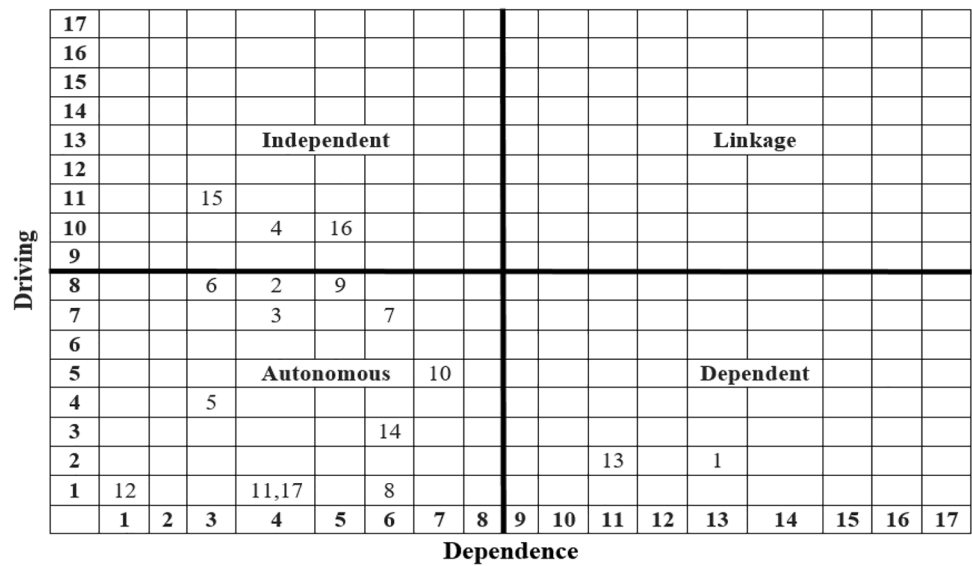 17
16
15
14
13 Independent Linkage
12
11 15
10 4 16
9
Driving
8 6 2 9
7 3 7
6
5 Autonomous 10 Dependent
4 5
3 14
2 13 1
1 12 11,17 8
1 2 3 4 5 6 7 8 9 10 11 12 13 14 15 16 17
Dependence